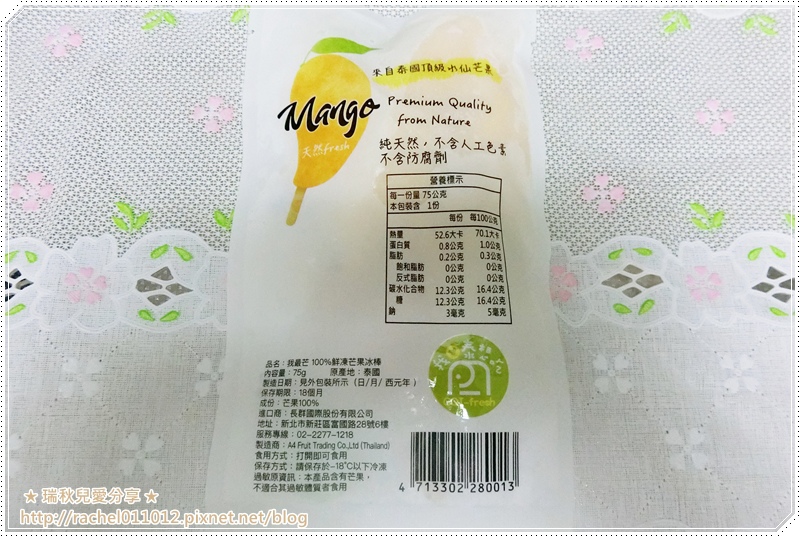 來自泰國頂級水仙芒果
Mango
Premium Quality
from Nature
天然fresh
純天然，不含人工色素
不含防腐劑
營養標示
每一份量 75公克
本包裝含 1份
每份 每100公克
熱量 52.6大卡 70.1大卡
蛋白質 0.8公克 1.0公克
脂肪 0.2公克 0.3公克
飽和脂肪 0公克 0公克
反式脂肪 0公克 0公克
碳水化合物 12.3公克 16.4公克
糖 12.3公克 16.4公克
鈉 3毫克 5毫克
品名：我最芒 100%鮮凍芒果冰棒
內容量：75g 原產地：泰國
製造日期：見外包裝所示（日/月/ 西元年 )
保存期限：18個月
成份：芒果100%
進口商：長群國際股份有限公司
地址：新北市新莊區富國路28號6樓
服務專線：02-2277-1218
製造商：A4 Fruit Trading Co.,Ltd (Thailand)
食用方式：打開即可食用
保存方式：請保存於-18°C以下冷凍
過敏原資訊：本產品含有芒果，
不適合其過敏體質者食用
4 713302 280013
★ 瑞秋兒愛分享 ★
http://rachel011012.pixnet.net/blog